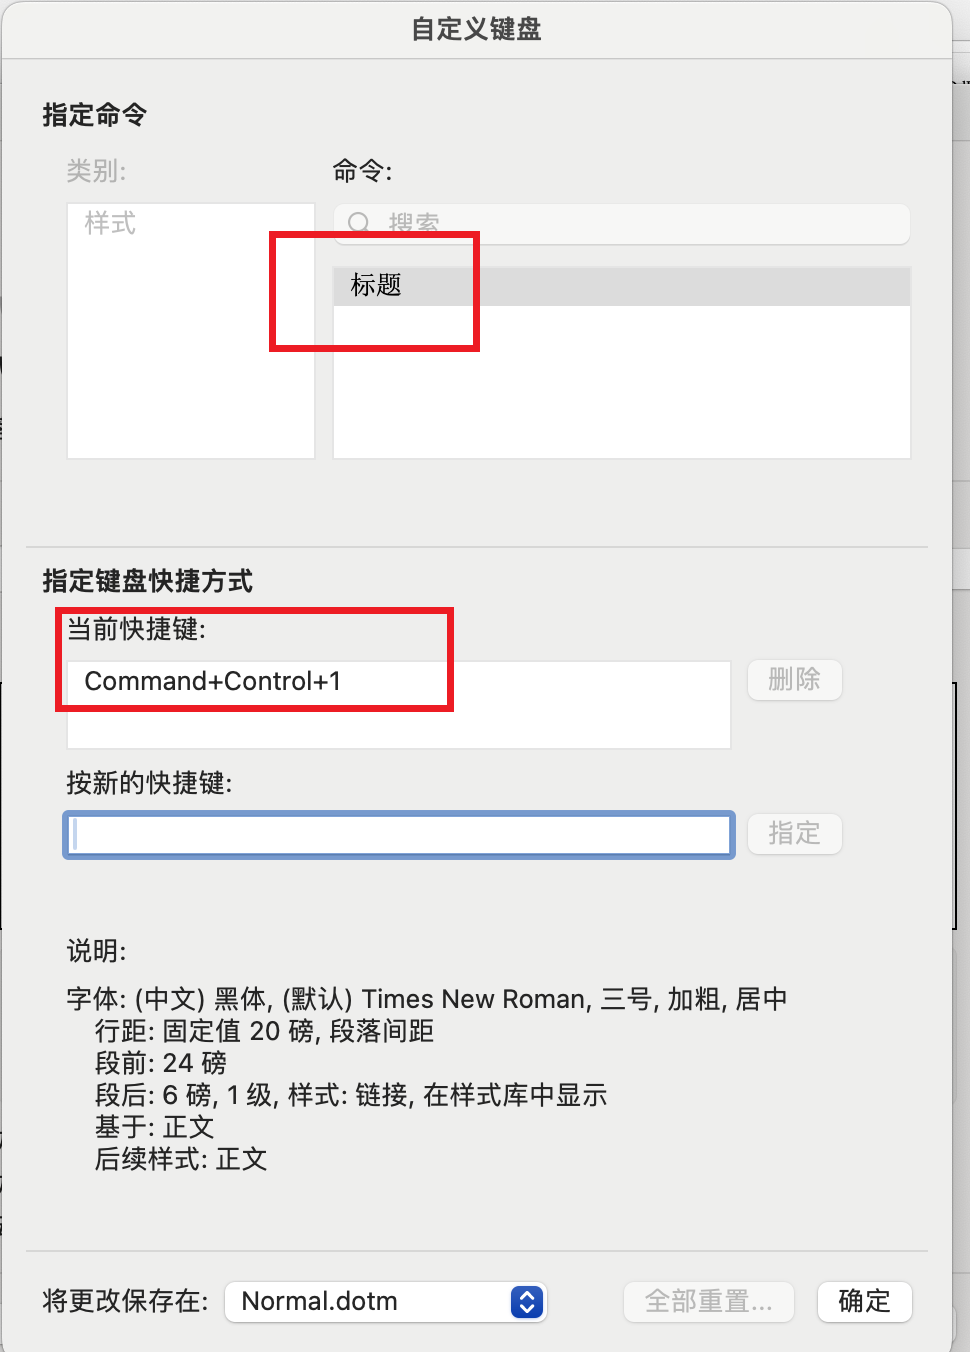 自定义键盘
指定命令
类别:
命令:
样式
搜索
标题
指定键盘快捷方式
当前快捷键:
Command+Control+1
删除
按新的快捷键:
指定
说明:
字体: (中文) 黑体, (默认) Times New Roman, 三号, 加粗, 居中
行距: 固定值 20 磅, 段落间距
段前: 24 磅
段后: 6 磅, 1 级, 样式: 链接, 在样式库中显示
基于: 正文
后续样式: 正文
将更改保存在:
Normal.dotm
全部重置...
确定